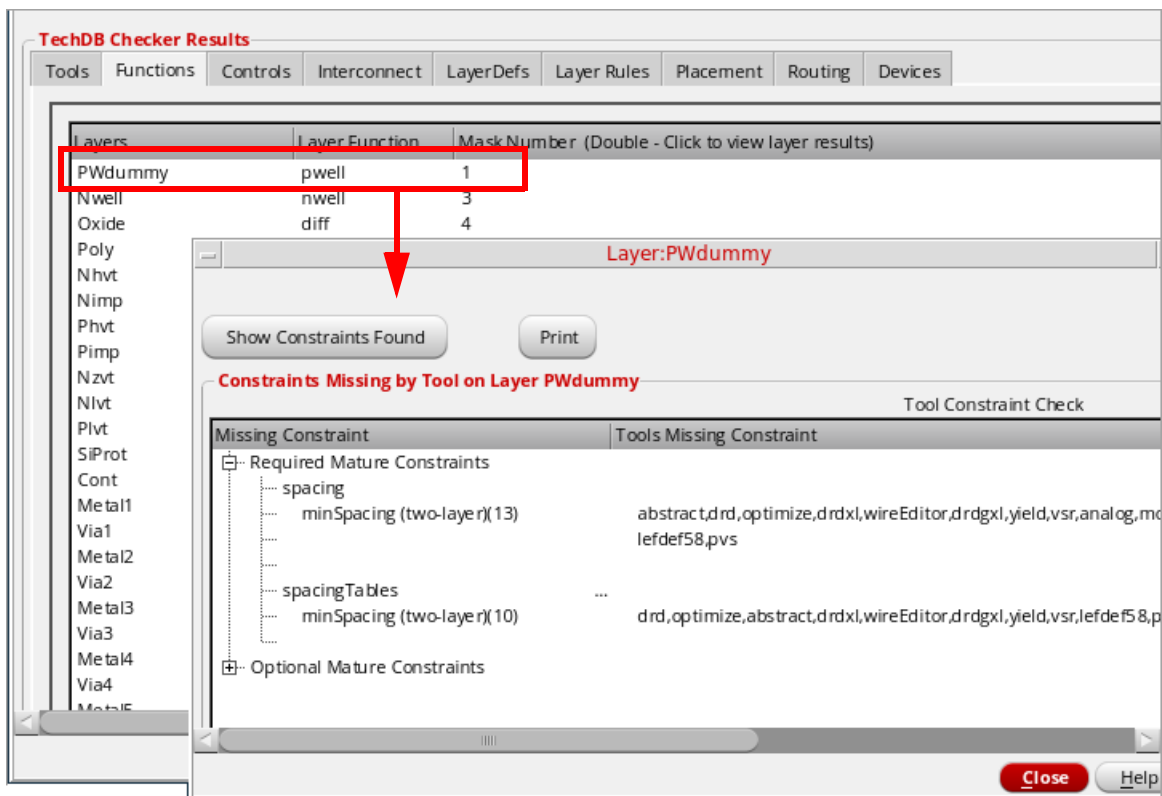 TechDB Checker Results
Tools Functions Controls Interconnect LayerDefs Layer Rules Placement Routing Devices
Layers Layer Function Mask Number (Double - Click to view layer results)
PWdummy pwell 1
Nwell nwell 3
Oxide diff 4
Poly
Layer:PWdummy
Nhvt
Nimp
Phvt
Show Constraints Found Print
Pimp
Nzvt
Constraints Missing by Tool on Layer PWdummy
Nlvt
Tool Constraint Check
Plvt
Missing Constraint Tools Missing Constraint
SiProt
Required Mature Constraints
Cont
spacing
Metal1
minSpacing (two-layer)(13) abstract,drd,optimize,drdxl,wireEditor,drdgxl,yield,vsr,analog,mo
Via1
lefdef58,pvs
Metal2
Via2
spacingTables ...
Metal3
minSpacing (two-layer)(10) drd,optimize,abstract,drdxl,wireEditor,drdgxl,yield,vsr,lefdef58,p
Via3
Metal4
Optional Mature Constraints
Via4
Metal5
Close Help